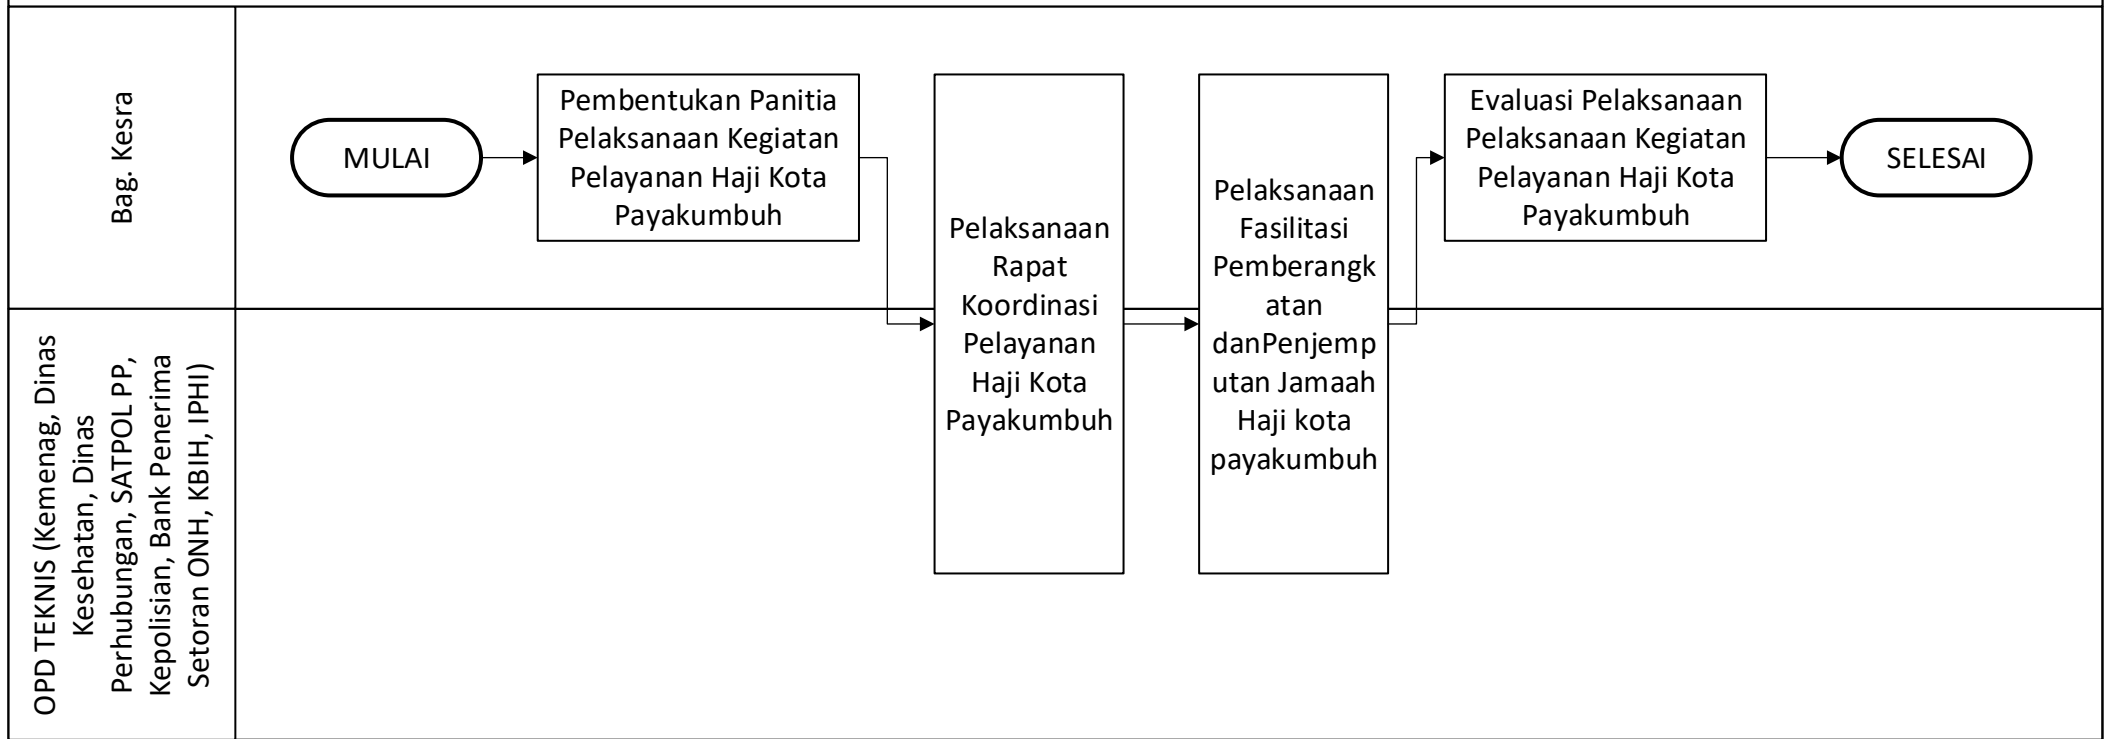 Bag. Kesra
MULAI
Pembentukan Panitia
Pelaksanaan Kegiatan
Pelayanan Haji Kota
Payakumbuh
Pelaksanaan
Rapat
Koordinasi
Pelayanan
Haji Kota
Payakumbuh
Pelaksanaan
Fasilitasi
Pemberangk
atan
danPenjemp
utan Jamaah
Haji kota
payakumbuh
Evaluasi Pelaksanaan
Pelaksanaan Kegiatan
Pelayanan Haji Kota
Payakumbuh
SELESAI
OPD TEKNIS (Kemenag, Dinas
Kesehatan, Dinas
Perhubungan, SATPOL PP,
Kepolisian, Bank Penerima
Setoran ONH, KBIH, IPHI)